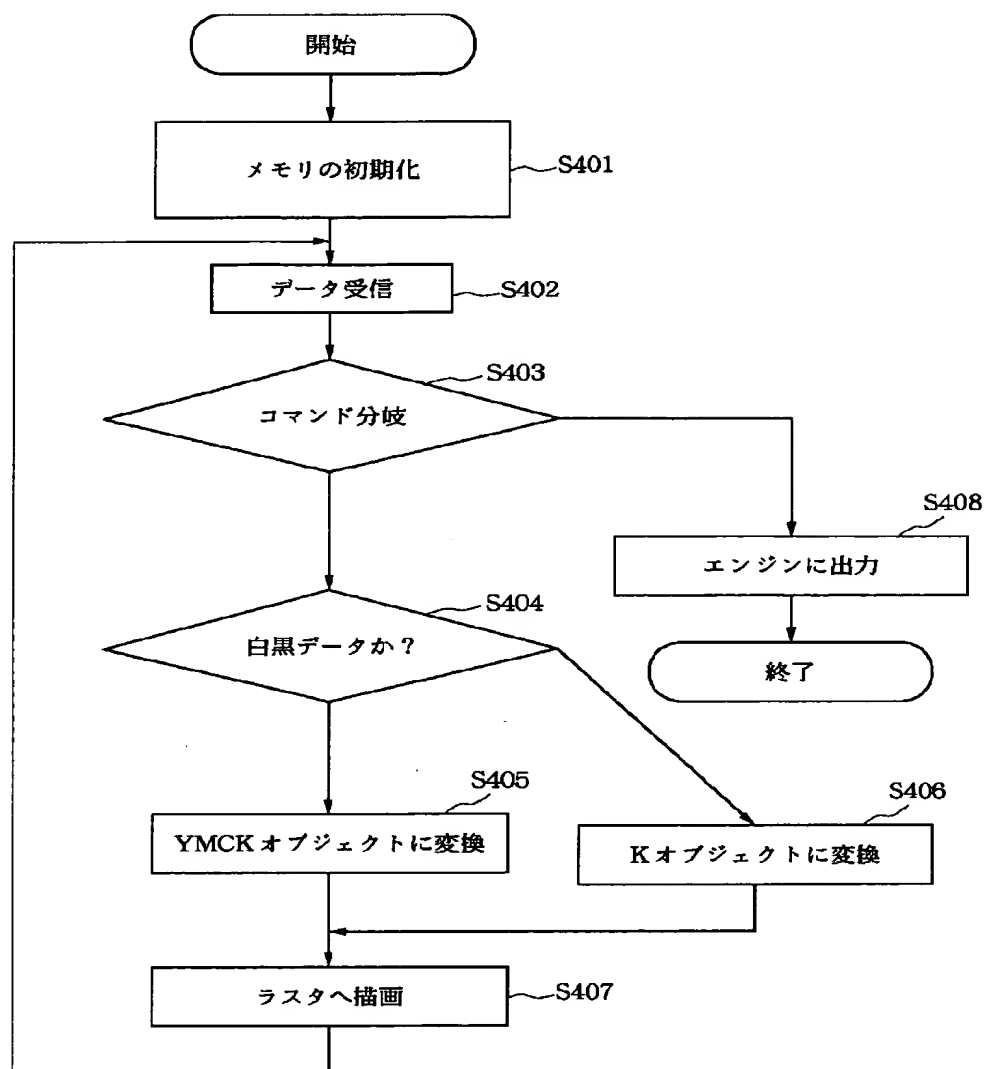 開始
メモリの初期化
S401
データ受信
S402
S403
コマンド分岐
S408
エンジンに出力
S404
白黒データか？
終了
S405
YMCKオブジェクトに変換
S406
Kオブジェクトに変換
ラスタへ描画
S407